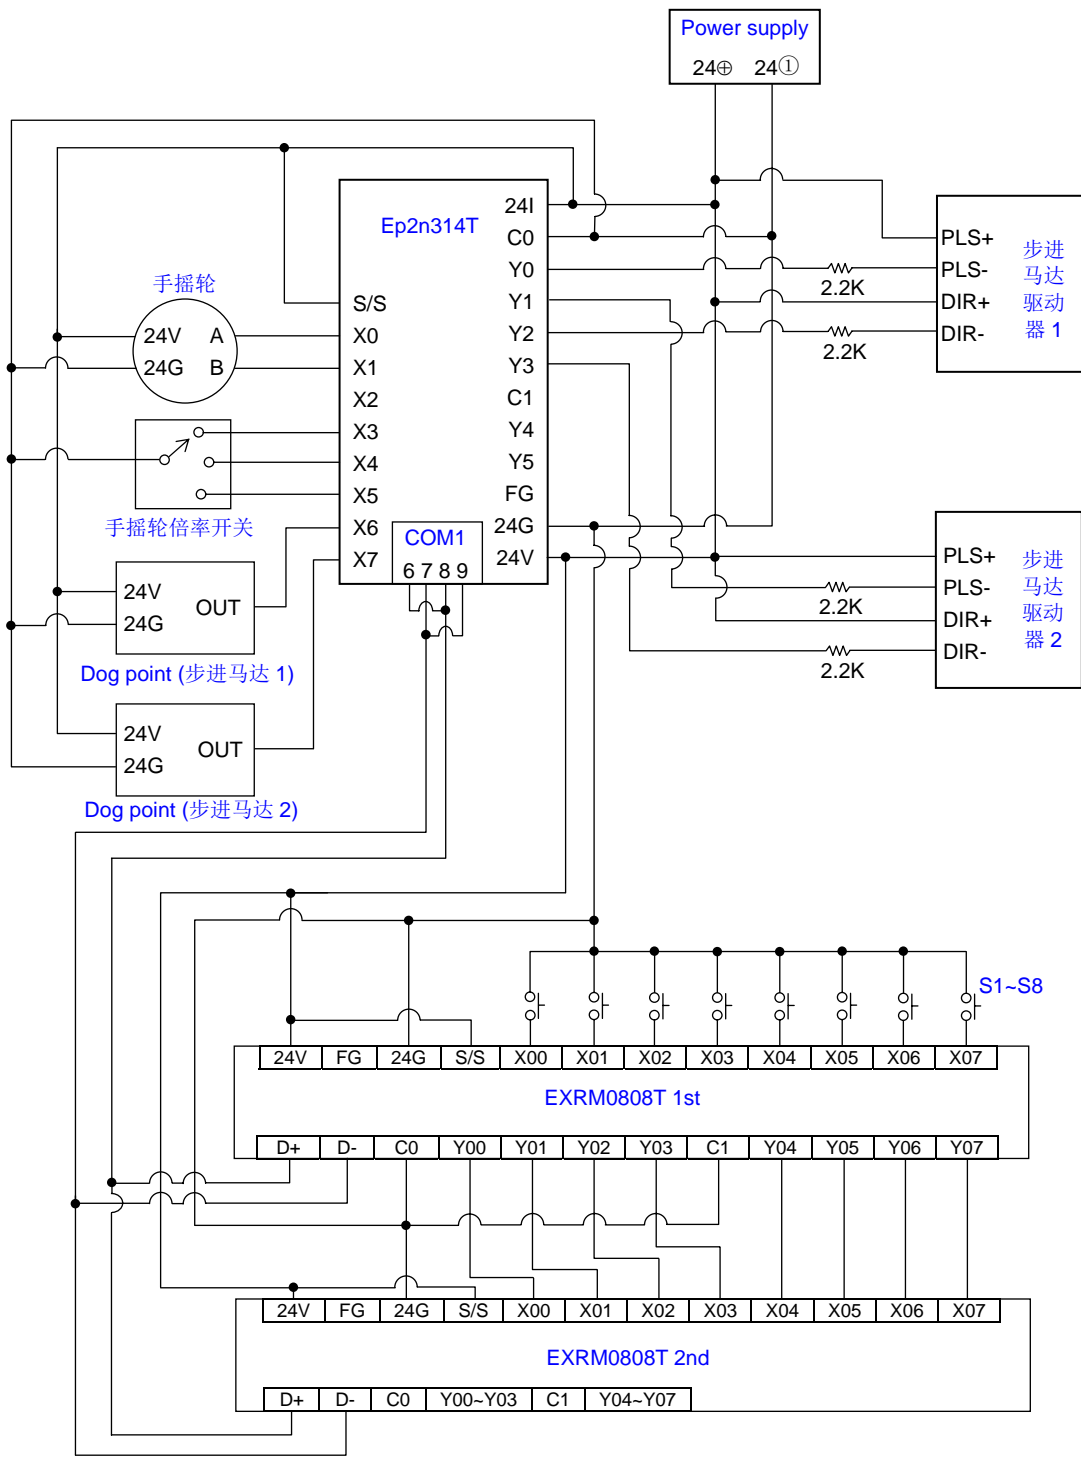 Power supply
24⊕ 24①
Ep2n314T
24I
C0
Y0
Y1
Y2
Y3
C1
Y4
Y5
FG
24G
24V
S/S
X0
X1
X2
X3
X4
X5
X6
X7
COM1
6 7 8 9
手摇轮
24V A
24G B
手摇轮倍率开关
24V
24G
OUT
Dog point (步进马达 1)
24V
24G
OUT
Dog point (步进马达 2)
PLS+
PLS-
DIR+
DIR-
步进
马达
驱动
器 1
2.2K
2.2K
PLS+
PLS-
DIR+
DIR-
步进
马达
驱动
器 2
2.2K
2.2K
S1~S8
24V FG 24G S/S X00 X01 X02 X03 X04 X05 X06 X07
EXRM0808T 1st
D+ D- C0 Y00 Y01 Y02 Y03 C1 Y04 Y05 Y06 Y07
24V FG 24G S/S X00 X01 X02 X03 X04 X05 X06 X07
EXRM0808T 2nd
D+ D- C0 Y00~Y03 C1 Y04~Y07